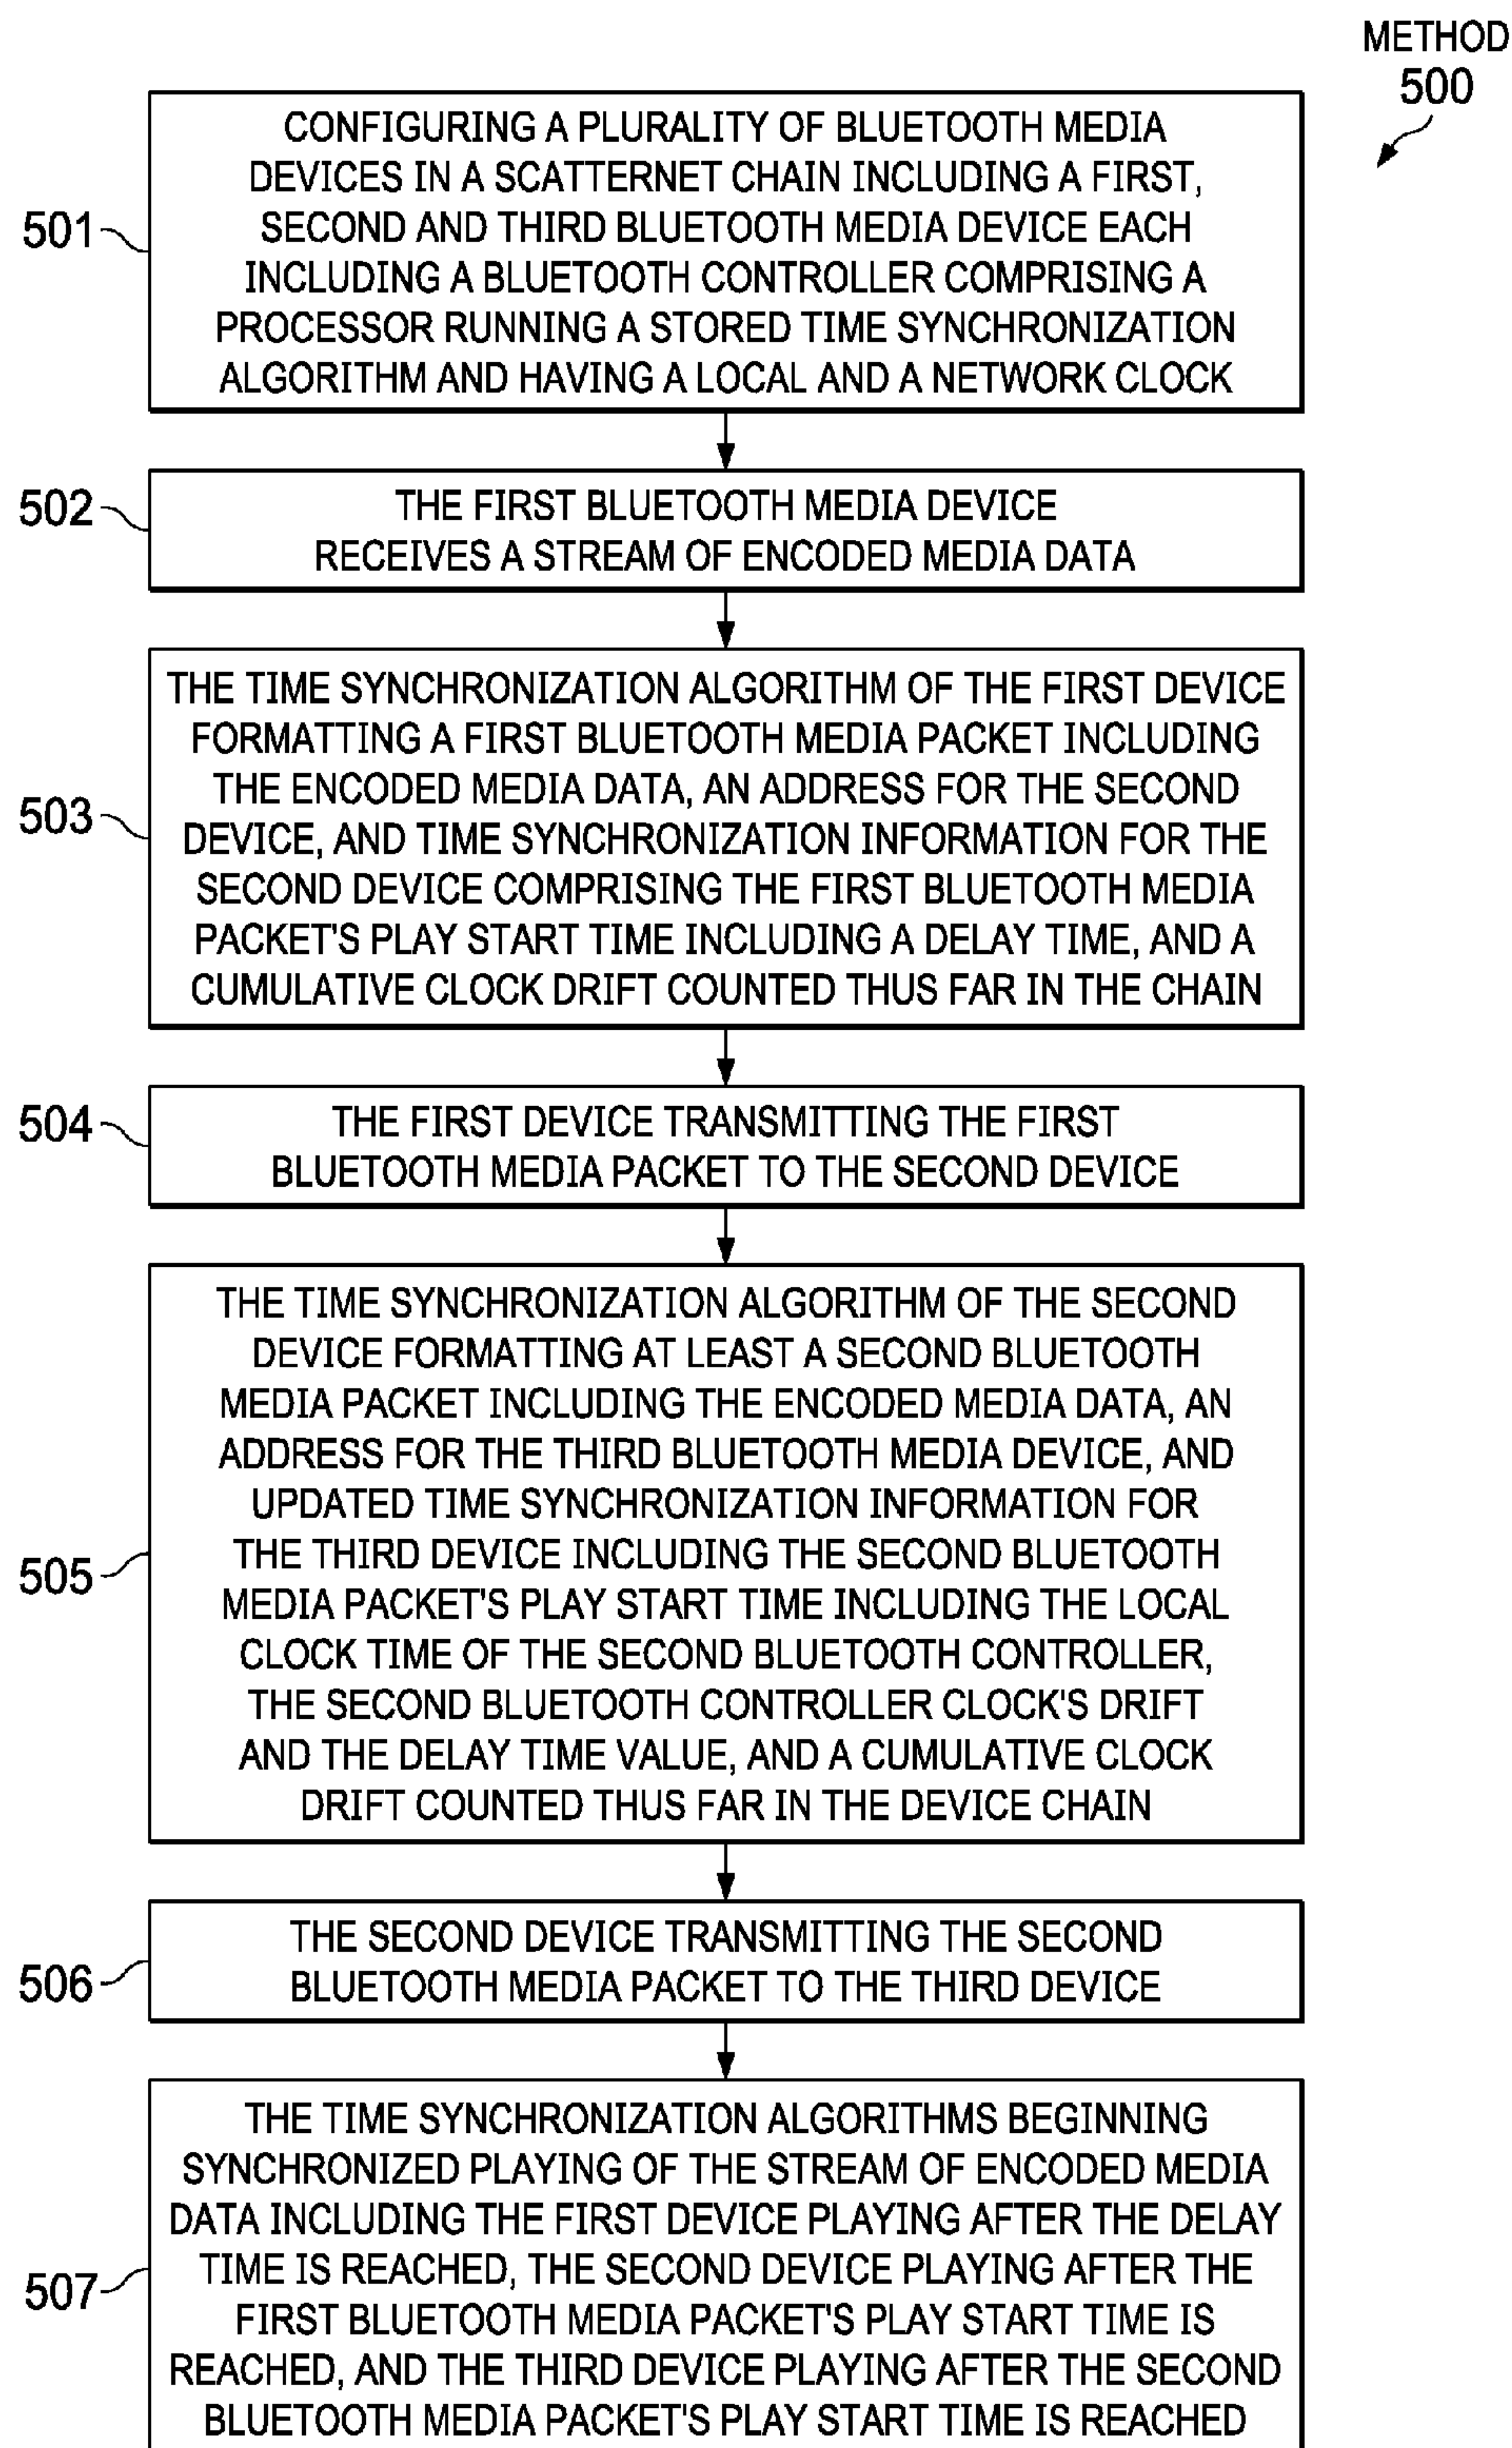 METHOD
500
CONFIGURING A PLURALITY OF BLUETOOTH MEDIA
DEVICES IN A SCATTERNET CHAIN INCLUDING A FIRST,
SECOND AND THIRD BLUETOOTH MEDIA DEVICE EACH
INCLUDING A BLUETOOTH CONTROLLER COMPRISING A
PROCESSOR RUNNING A STORED TIME SYNCHRONIZATION
ALGORITHM AND HAVING A LOCAL AND A NETWORK CLOCK
501
502
THE FIRST BLUETOOTH MEDIA DEVICE
RECEIVES A STREAM OF ENCODED MEDIA DATA
503
THE TIME SYNCHRONIZATION ALGORITHM OF THE FIRST DEVICE
FORMATTING A FIRST BLUETOOTH MEDIA PACKET INCLUDING
THE ENCODED MEDIA DATA, AN ADDRESS FOR THE SECOND
DEVICE, AND TIME SYNCHRONIZATION INFORMATION FOR THE
SECOND DEVICE COMPRISING THE FIRST BLUETOOTH MEDIA
PACKET'S PLAY START TIME INCLUDING A DELAY TIME, AND A
CUMULATIVE CLOCK DRIFT COUNTED THUS FAR IN THE CHAIN
504
THE FIRST DEVICE TRANSMITTING THE FIRST
BLUETOOTH MEDIA PACKET TO THE SECOND DEVICE
505
THE TIME SYNCHRONIZATION ALGORITHM OF THE SECOND
DEVICE FORMATTING AT LEAST A SECOND BLUETOOTH
MEDIA PACKET INCLUDING THE ENCODED MEDIA DATA, AN
ADDRESS FOR THE THIRD BLUETOOTH MEDIA DEVICE, AND
UPDATED TIME SYNCHRONIZATION INFORMATION FOR
THE THIRD DEVICE INCLUDING THE SECOND BLUETOOTH
MEDIA PACKET'S PLAY START TIME INCLUDING THE LOCAL
CLOCK TIME OF THE SECOND BLUETOOTH CONTROLLER,
THE SECOND BLUETOOTH CONTROLLER CLOCK'S DRIFT
AND THE DELAY TIME VALUE, AND A CUMULATIVE CLOCK
DRIFT COUNTED THUS FAR IN THE DEVICE CHAIN
506
THE SECOND DEVICE TRANSMITTING THE SECOND
BLUETOOTH MEDIA PACKET TO THE THIRD DEVICE
507
THE TIME SYNCHRONIZATION ALGORITHMS BEGINNING
SYNCHRONIZED PLAYING OF THE STREAM OF ENCODED MEDIA
DATA INCLUDING THE FIRST DEVICE PLAYING AFTER THE DELAY
TIME IS REACHED, THE SECOND DEVICE PLAYING AFTER THE
FIRST BLUETOOTH MEDIA PACKET'S PLAY START TIME IS
REACHED, AND THE THIRD DEVICE PLAYING AFTER THE SECOND
BLUETOOTH MEDIA PACKET'S PLAY START TIME IS REACHED